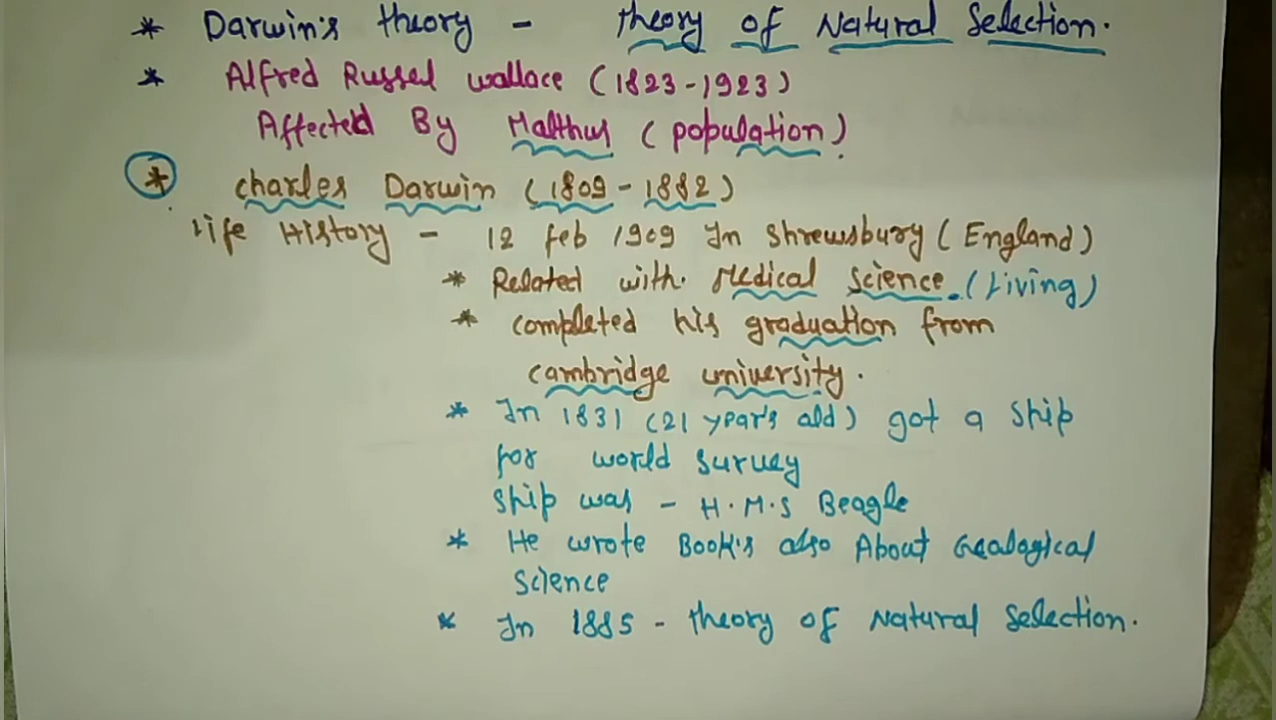 * Darwin's theory - theory of Natural Selection.
* Alfred Russel wallace (1823-1923)
Affected By Malthus (population).
* charles Darwin (1809-1882)
life History - 12 feb 1909 In Shrewsbury (England)
* Related with. Medical Science. (Living)
* completed his graduation from
cambridge university.
* In 1831 (21 year's old) got a ship
for world survey
ship was - H.M.S Beagle
* He wrote Book's also About Gealogical
Science
* In 1885 - theory of Natural Selection.